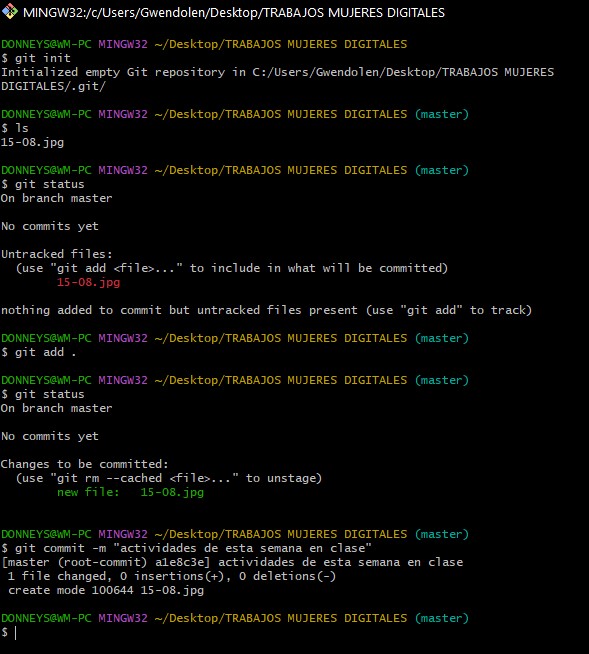 MINGW32:/c/Users/Gwendolen/Desktop/TRABAJOS MUJERES DIGITALES
DONNEYS@WM-PC MINGW32 ~/Desktop/TRABAJOS MUJERES DIGITALES
$ git init
Initialized empty Git repository in C:/Users/Gwendolen/Desktop/TRABAJOS MUJERES
DIGITALES/.git/
DONNEYS@WM-PC MINGW32 ~/Desktop/TRABAJOS MUJERES DIGITALES (master)
$ ls
15-08.jpg
DONNEYS@WM-PC MINGW32 ~/Desktop/TRABAJOS MUJERES DIGITALES (master)
$ git status
On branch master
No commits yet
Untracked files:
(use "git add <file>..." to include in what will be committed)
15-08.jpg
nothing added to commit but untracked files present (use "git add" to track)
DONNEYS@WM-PC MINGW32 ~/Desktop/TRABAJOS MUJERES DIGITALES (master)
$ git add .
DONNEYS@WM-PC MINGW32 ~/Desktop/TRABAJOS MUJERES DIGITALES (master)
$ git status
On branch master
No commits yet
Changes to be committed:
(use "git rm --cached <file>..." to unstage)
new file:   15-08.jpg
DONNEYS@WM-PC MINGW32 ~/Desktop/TRABAJOS MUJERES DIGITALES (master)
$ git commit -m "actividades de esta semana en clase"
[master (root-commit) a1e8c3e] actividades de esta semana en clase
1 file changed, 0 insertions(+), 0 deletions(-)
create mode 100644 15-08.jpg
DONNEYS@WM-PC MINGW32 ~/Desktop/TRABAJOS MUJERES DIGITALES (master)
$